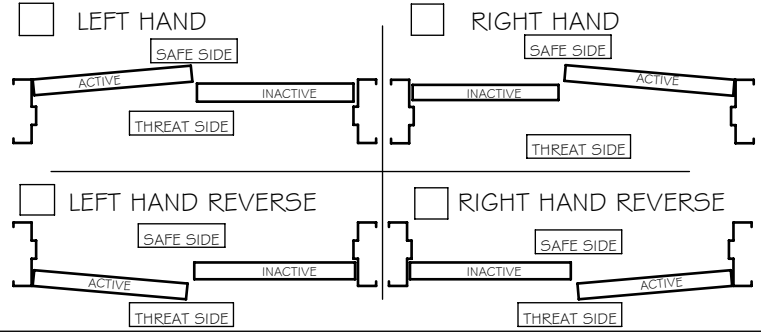 LEFT HAND
SAFE SIDE
ACTIVE
INACTIVE
THREAT SIDE
RIGHT HAND
SAFE SIDE
INACTIVE
ACTIVE
THREAT SIDE
LEFT HAND REVERSE
SAFE SIDE
ACTIVE
INACTIVE
THREAT SIDE
RIGHT HAND REVERSE
SAFE SIDE
INACTIVE
ACTIVE
THREAT SIDE